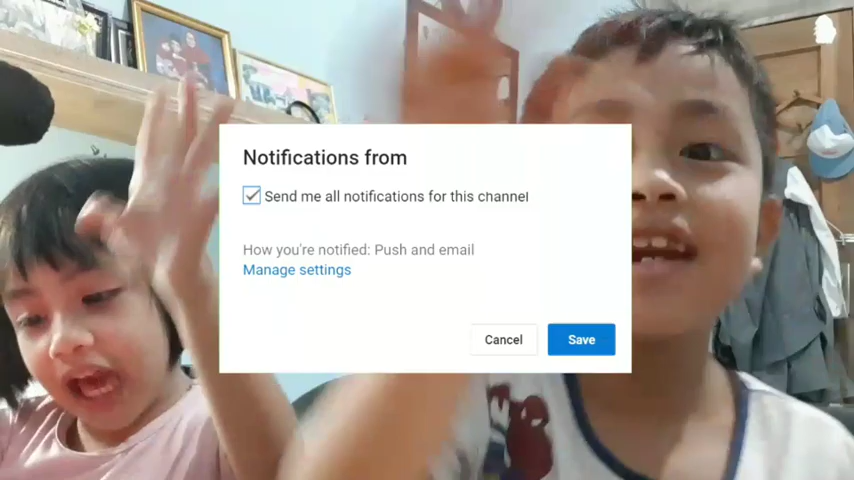 Notifications from
Send me all notifications for this channel
How you're notified: Push and email
Manage settings
Cancel
Save